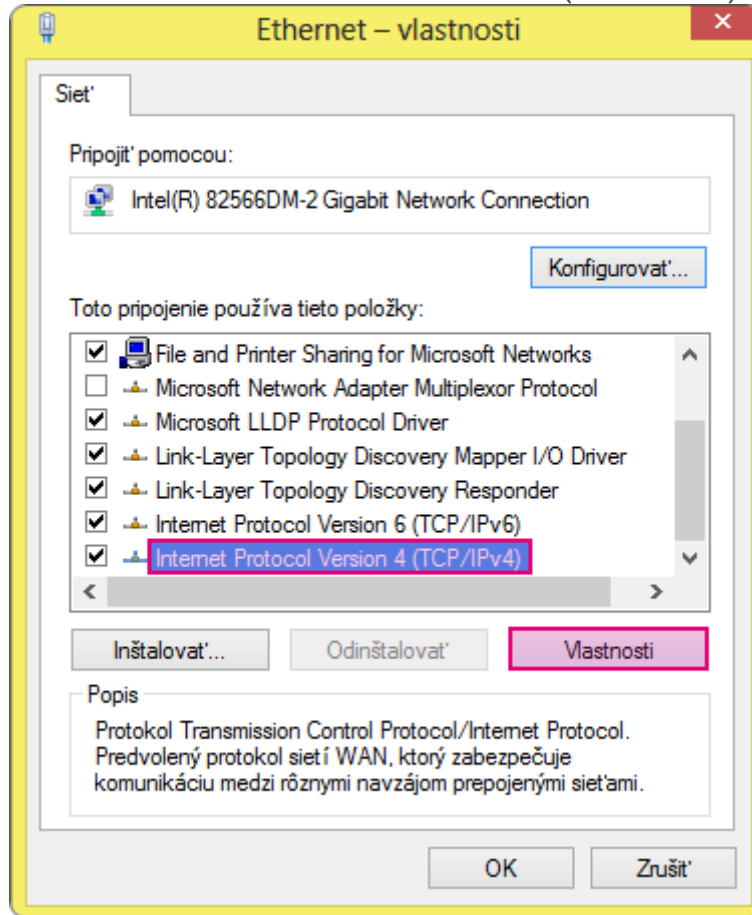 Ethernet – vlastnosti
Sieť
Pripojiť pomocou:
Intel(R) 82566DM-2 Gigabit Network Connection
Konfigurovať...
Toto pripojenie používa tieto položky:
File and Printer Sharing for Microsoft Networks
Microsoft Network Adapter Multiplexor Protocol
Microsoft LLDP Protocol Driver
Link-Layer Topology Discovery Mapper I/O Driver
Link-Layer Topology Discovery Responder
Internet Protocol Version 6 (TCP/IPv6)
Internet Protocol Version 4 (TCP/IPv4)
Inštalovať... Odinštalovať Vlastnosti
Popis
Protokol Transmission Control Protocol/Internet Protocol.
Predvolený protokol sietí WAN, ktorý zabezpečuje
komunikáciu medzi rôznymi navzájom prepojenými sieťami.
OK Zrušiť